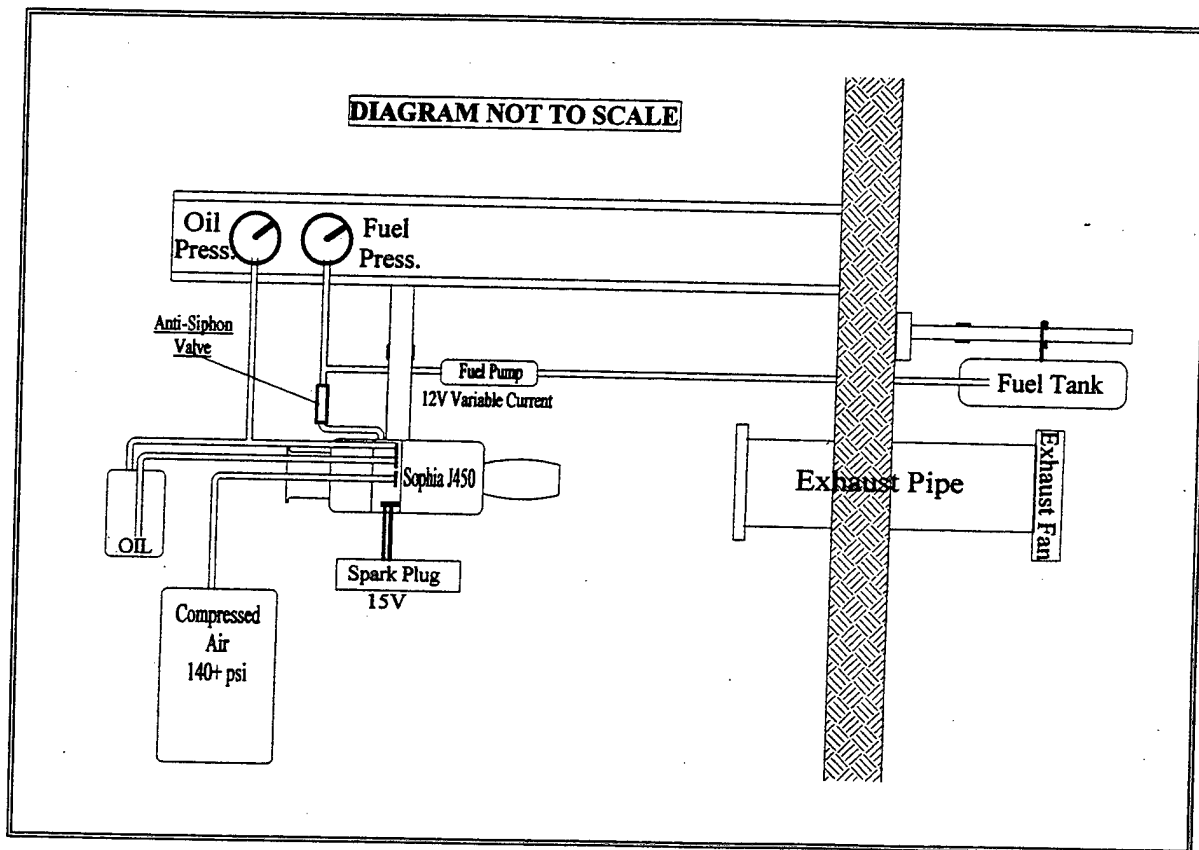 DIAGRAM NOT TO SCALE
Oil
Press.
Fuel
Press.
Anti-Siphon
Valve
Fuel Pump
12V Variable Current
Fuel Tank
Sophia J450
Exhaust Pipe
Exhaust Fan
OIL
Spark Plug
15V
Compressed
Air
140+ psi